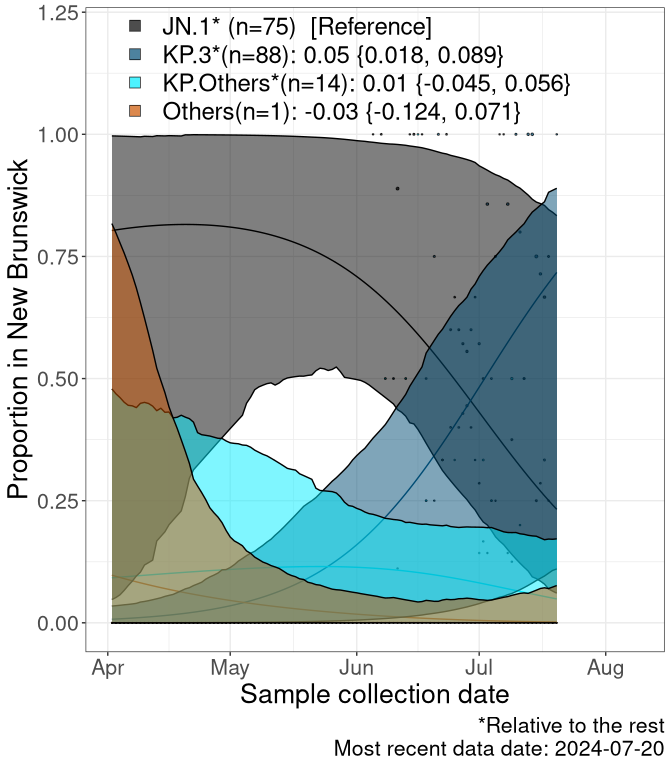 1.25
JN.1* (n=75) [Reference]
KP.3*(n=88): 0.05 {0.018, 0.089}
KP.Others*(n=14): 0.01 {-0.045, 0.056}
Others(n=1): -0.03 {-0.124, 0.071}
1.00
0.75
0.50
0.25
0.00
Proportion in New Brunswick
Apr May Jun Jul Aug
Sample collection date
*Relative to the rest
Most recent data date: 2024-07-20